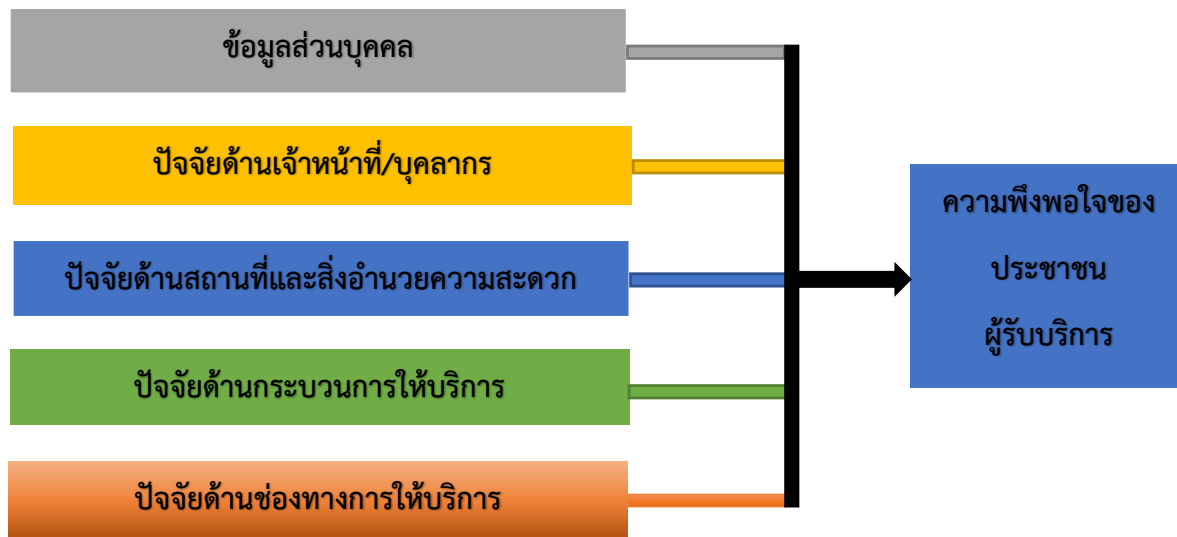 ข้อมูลส่วนบุคคล
ปัจจัยด้านเจ้าหน้าที่/บุคลากร
ปัจจัยด้านสถานที่และสิ่งอำนวยความสะดวก
ปัจจัยด้านกระบวนการให้บริการ
ปัจจัยด้านช่องทางการให้บริการ
ความพึงพอใจของ
ประชาชน
ผู้รับบริการ